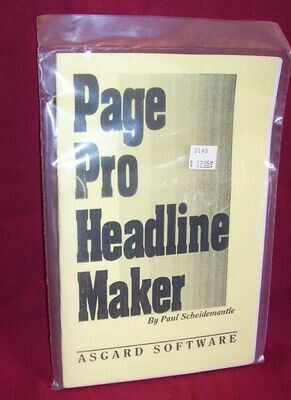 Page
Pro
Headline
Maker
By Paul Scheidemantle
ASGARD SOFTWARE